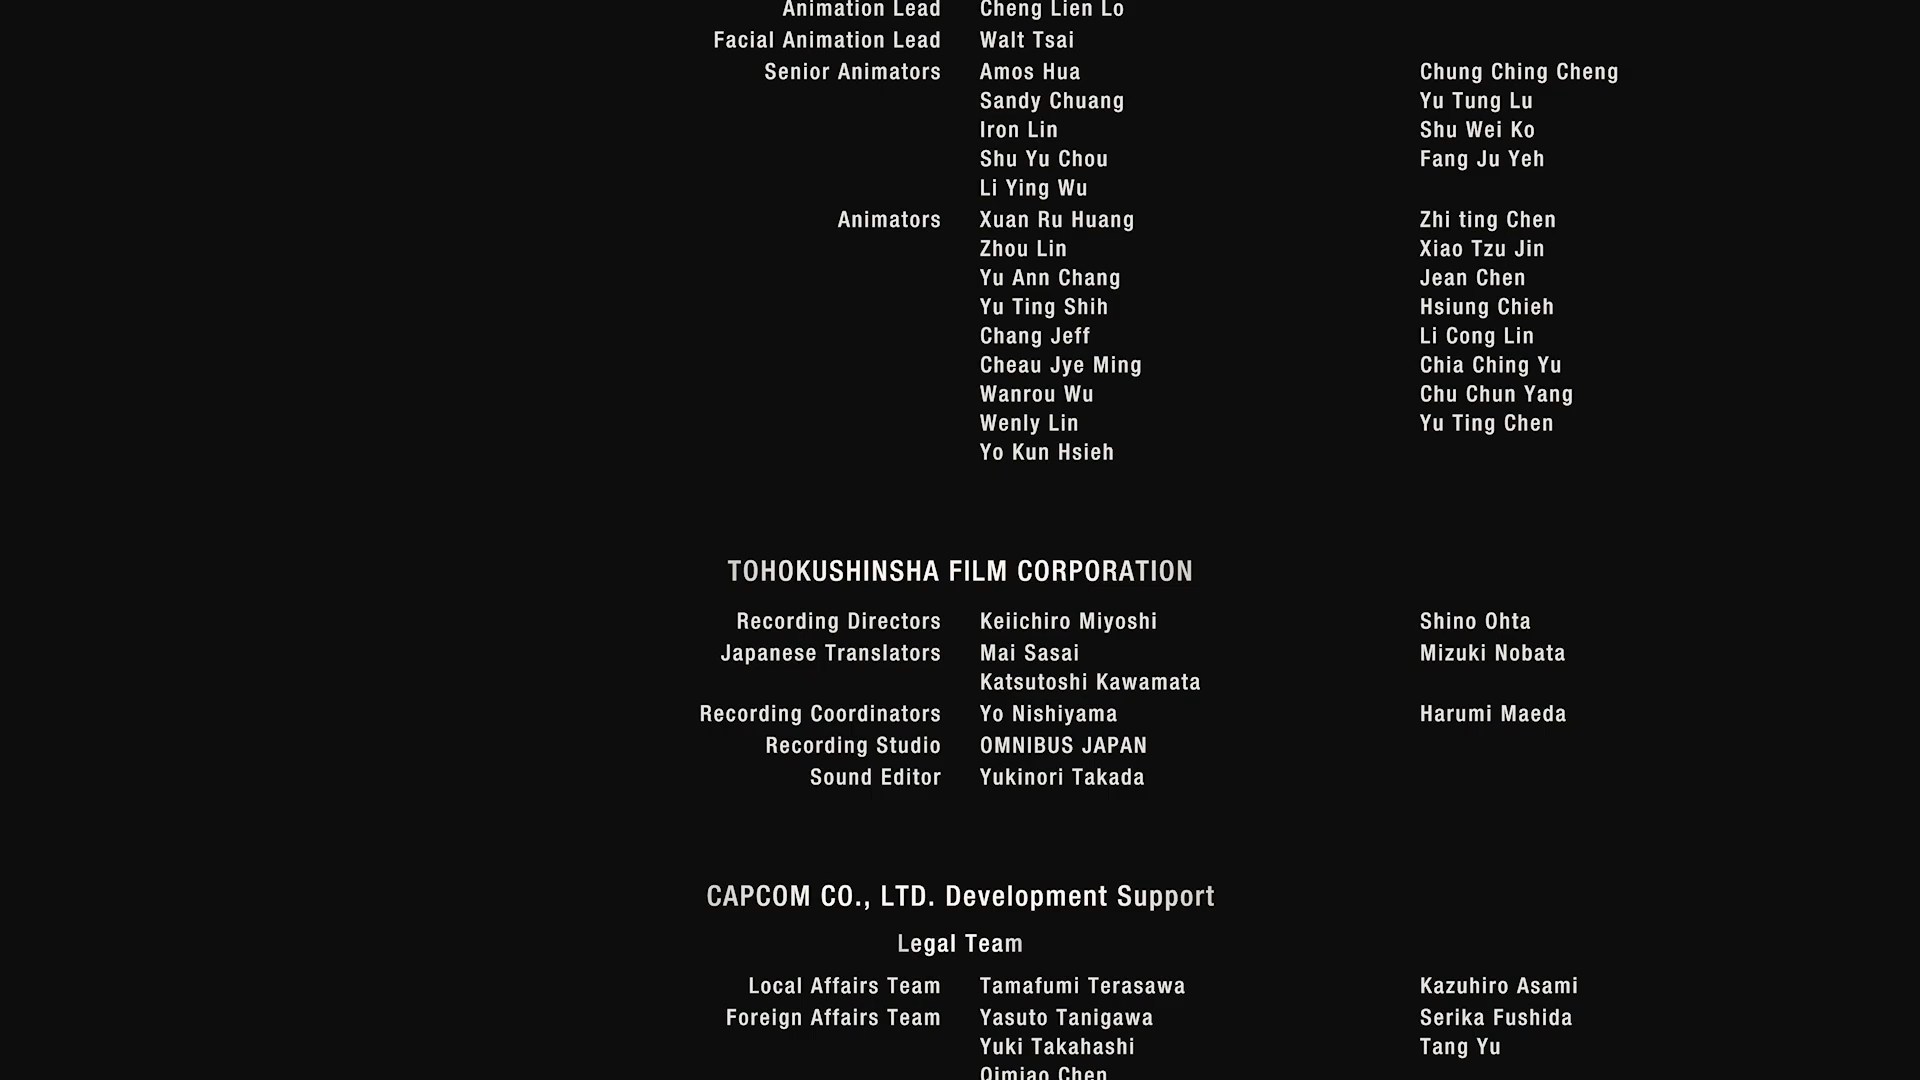 Animation Lead Cheng Lien Lo
Facial Animation Lead Walt Tsai
Senior Animators Amos Hua Chung Ching Cheng
Sandy Chuang Yu Tung Lu
Iron Lin Shu Wei Ko
Shu Yu Chou Fang Ju Yeh
Li Ying Wu
Animators Xuan Ru Huang Zhi ting Chen
Zhou Lin Xiao Tzu Jin
Yu Ann Chang Jean Chen
Yu Ting Shih Hsiung Chieh
Chang Jeff Li Cong Lin
Cheau Jye Ming Chia Ching Yu
Wanrou Wu Chu Chun Yang
Wenly Lin Yu Ting Chen
Yo Kun Hsieh
TOHOKUSHINSHA FILM CORPORATION
Recording Directors Keiichiro Miyoshi Shino Ohta
Japanese Translators Mai Sasai Mizuki Nobata
Katsutoshi Kawamata
Recording Coordinators Yo Nishiyama Harumi Maeda
Recording Studio OMNIBUS JAPAN
Sound Editor Yukinori Takada
CAPCOM CO., LTD. Development Support
Legal Team
Local Affairs Team Tamafumi Terasawa Kazuhiro Asami
Foreign Affairs Team Yasuto Tanigawa Serika Fushida
Yuki Takahashi Tang Yu
Qimiao Chen